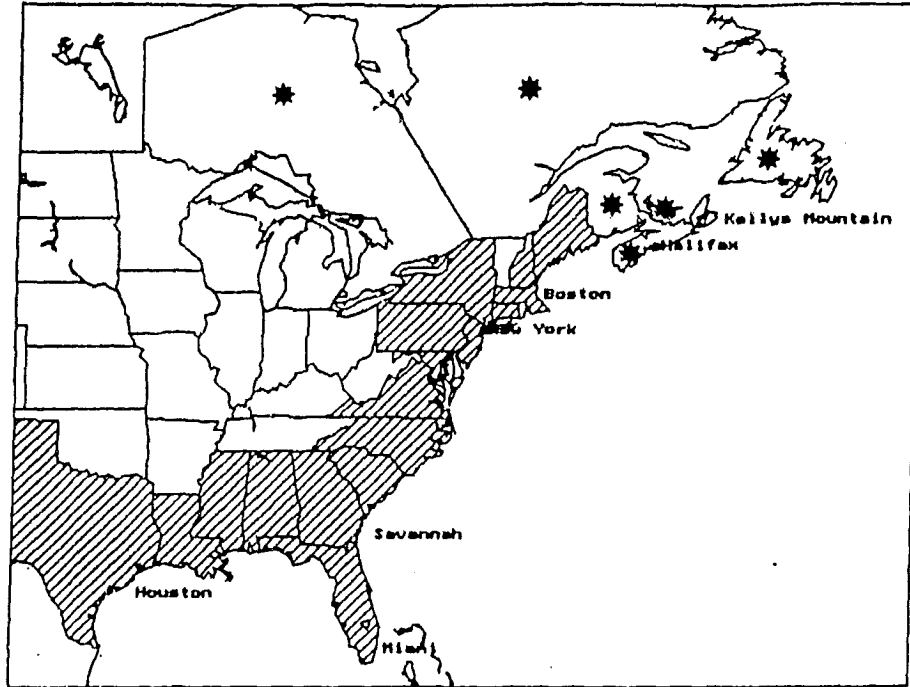 Kellys Mountain
Halifax
Boston
New York
Savannah
Houston
Miami